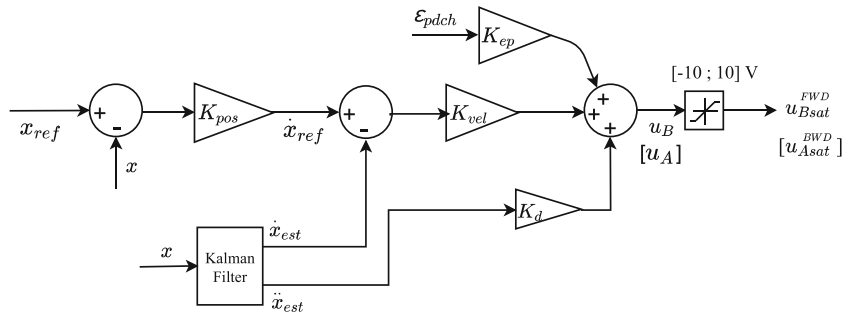 ε_pdch
K_ep
[-10 ; 10] V
+
x_ref
-
x
K_pos
ẋ_ref
+
-
K_vel
+
+
+
u_B
[u_A]
u_Bsat^FWD
[u_Asat^BWD]
K_d
x
Kalman
Filter
ẋ_est
ẍ_est